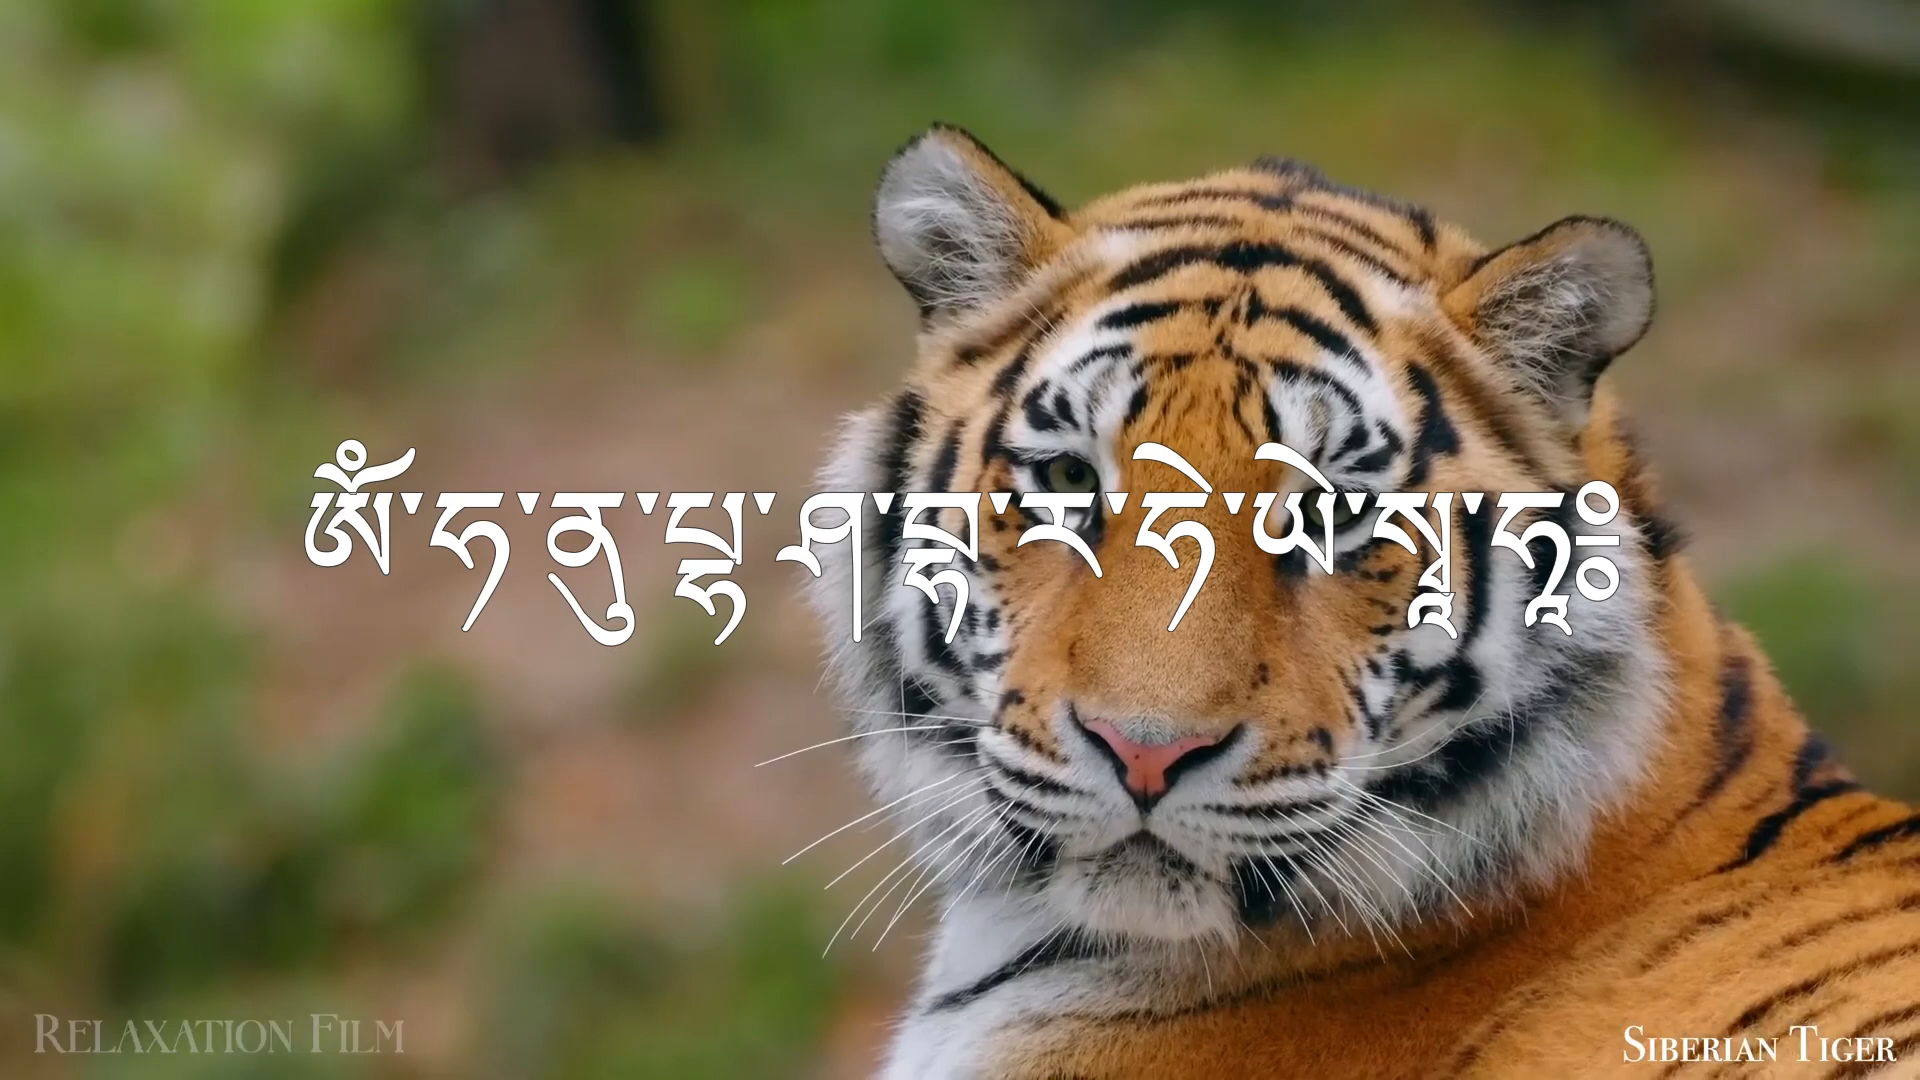 ཨོཾ་ཧ་ནུ་པྷ་ཤ་བྷྲ་ར་ཧེ་ཡེ་སྭཱ་ཧཱུཿ
Relaxation Film
Siberian Tiger